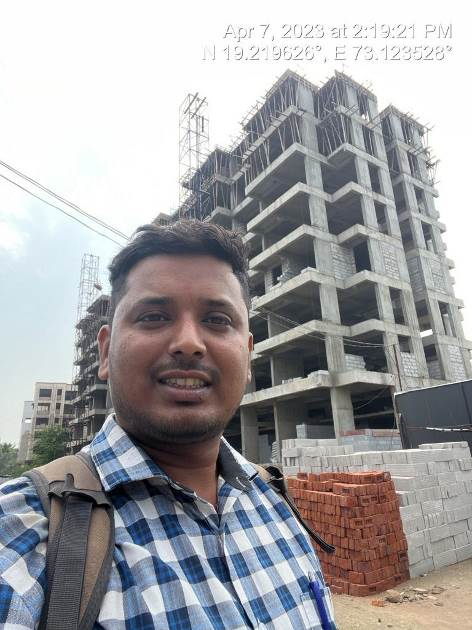 Apr 7, 2023 at 2:19:21 PM
N 19.219626°, E 73.123528°